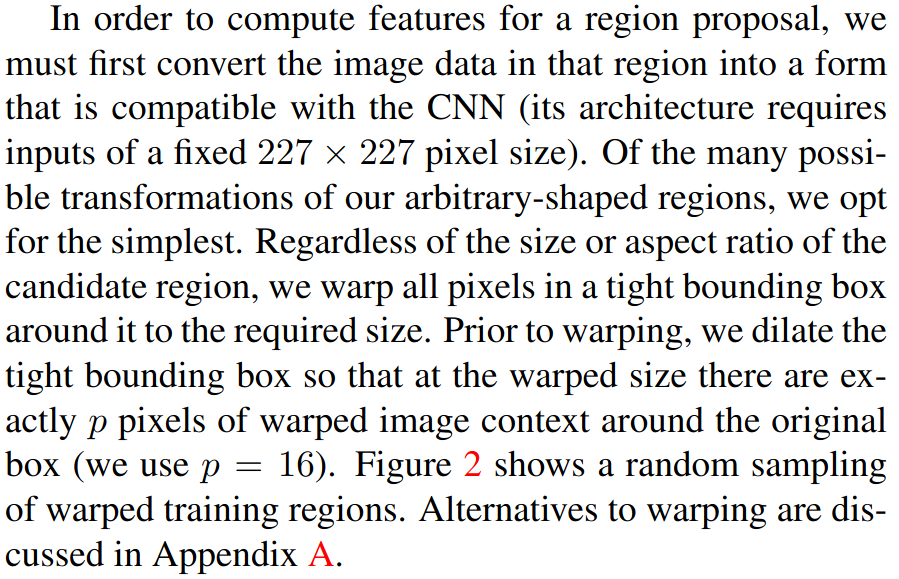 In order to compute features for a region proposal, we
must first convert the image data in that region into a form
that is compatible with the CNN (its architecture requires
inputs of a fixed 227 × 227 pixel size). Of the many possi-
ble transformations of our arbitrary-shaped regions, we opt
for the simplest. Regardless of the size or aspect ratio of the
candidate region, we warp all pixels in a tight bounding box
around it to the required size. Prior to warping, we dilate the
tight bounding box so that at the warped size there are ex-
actly p pixels of warped image context around the original
box (we use p = 16). Figure 2 shows a random sampling
of warped training regions. Alternatives to warping are dis-
cussed in Appendix A.